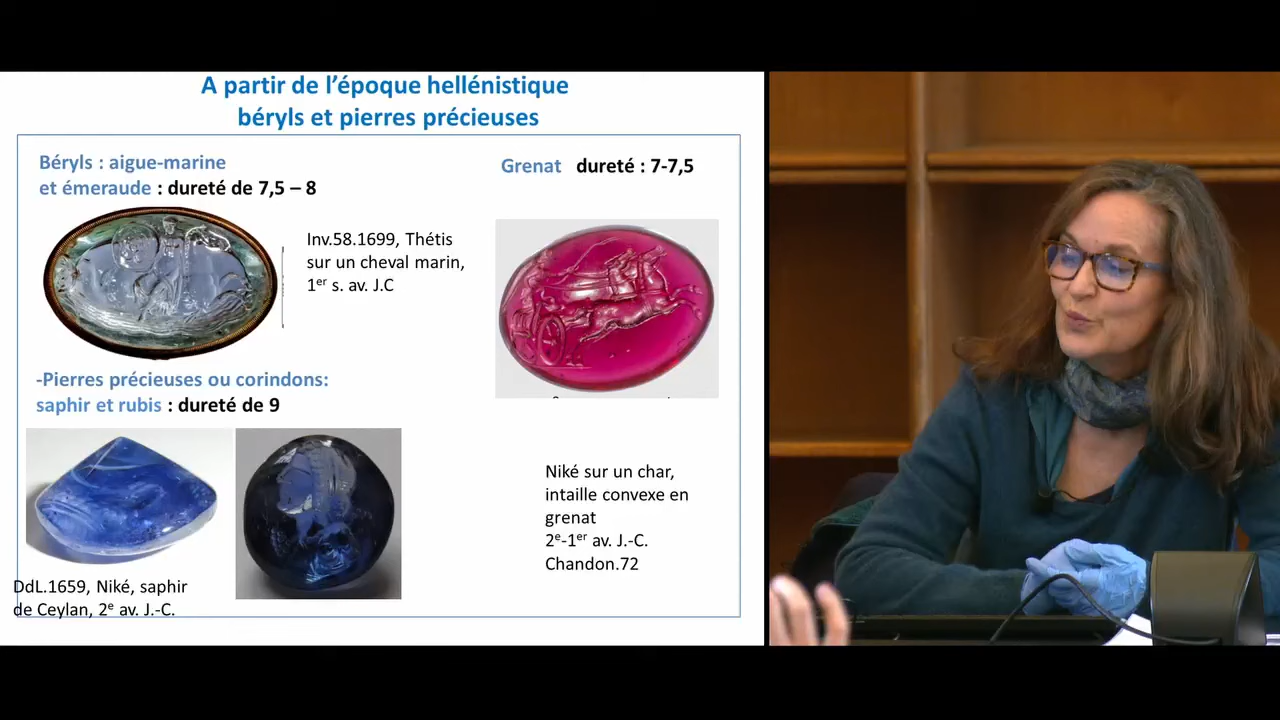 A partir de l'époque hellénistique
béryls et pierres précieuses
Béryls : aigue-marine
et émeraude : dureté de 7,5 – 8
Inv.58.1699, Thétis
sur un cheval marin,
1er s. av. J.C
-Pierres précieuses ou corindons:
saphir et rubis : dureté de 9
DdL.1659, Niké, saphir
de Ceylan, 2e av. J.-C.
Grenat dureté : 7-7,5
Niké sur un char,
intaille convexe en
grenat
2e-1er av. J.-C.
Chandon.72